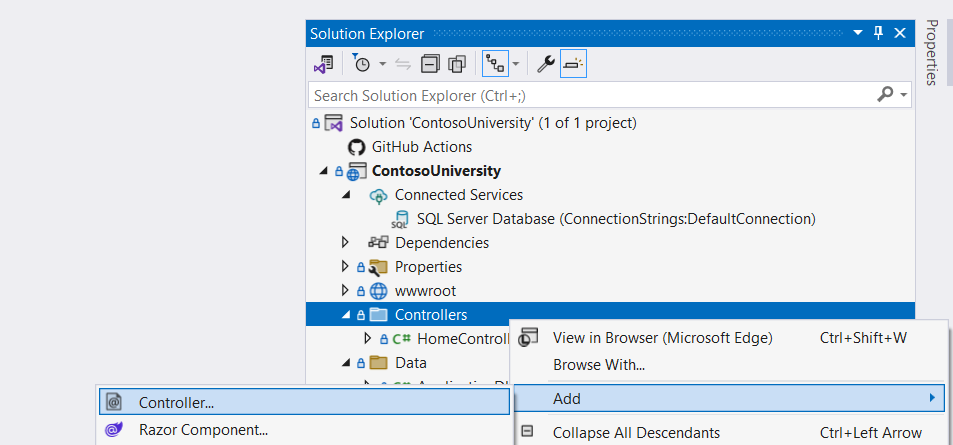 Solution Explorer
Properties
Search Solution Explorer (Ctrl+;)
Solution 'ContosoUniversity' (1 of 1 project)
GitHub Actions
ContosoUniversity
Connected Services
SQL
SQL Server Database (ConnectionStrings:DefaultConnection)
Dependencies
Properties
wwwroot
Controllers
C# HomeControll
View in Browser (Microsoft Edge) Ctrl+Shift+W
Data
Browse With...
Add
Controller...
Razor Component...
Collapse All Descendants Ctrl+Left Arrow